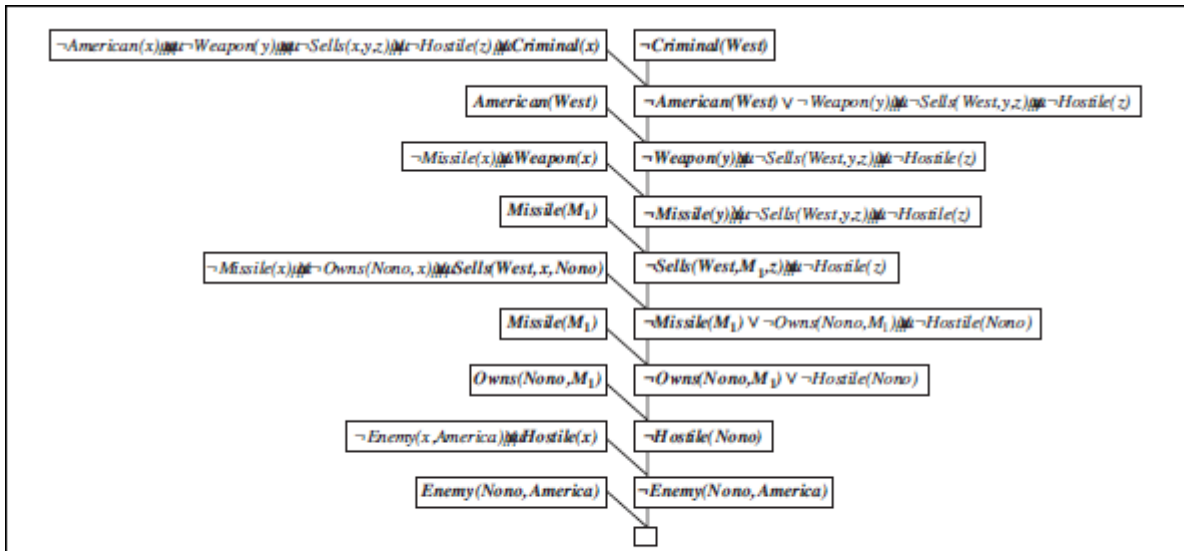 ¬American(x) ¬Weapon(y) ¬Sells(x,y,z) ¬Hostile(z) Criminal(x) ¬Criminal(West)
American(West) ¬American(West) ∨ ¬Weapon(y) ¬Sells(West,y,z) ¬Hostile(z)
¬Missile(x) Weapon(x) ¬Weapon(y) ¬Sells(West,y,z) ¬Hostile(z)
Missile(M₁) ¬Missile(y) ¬Sells(West,y,z) ¬Hostile(z)
¬Missile(x) ¬Owns(Nono,x) Sells(West,x,Nono) ¬Sells(West,M₁,z) ¬Hostile(z)
Missile(M₁) ¬Missile(M₁) ∨ ¬Owns(Nono,M₁) ¬Hostile(Nono)
Owns(Nono,M₁) ¬Owns(Nono,M₁) ∨ ¬Hostile(Nono)
¬Enemy(x,America) Hostile(x) ¬Hostile(Nono)
Enemy(Nono,America) ¬Enemy(Nono,America)